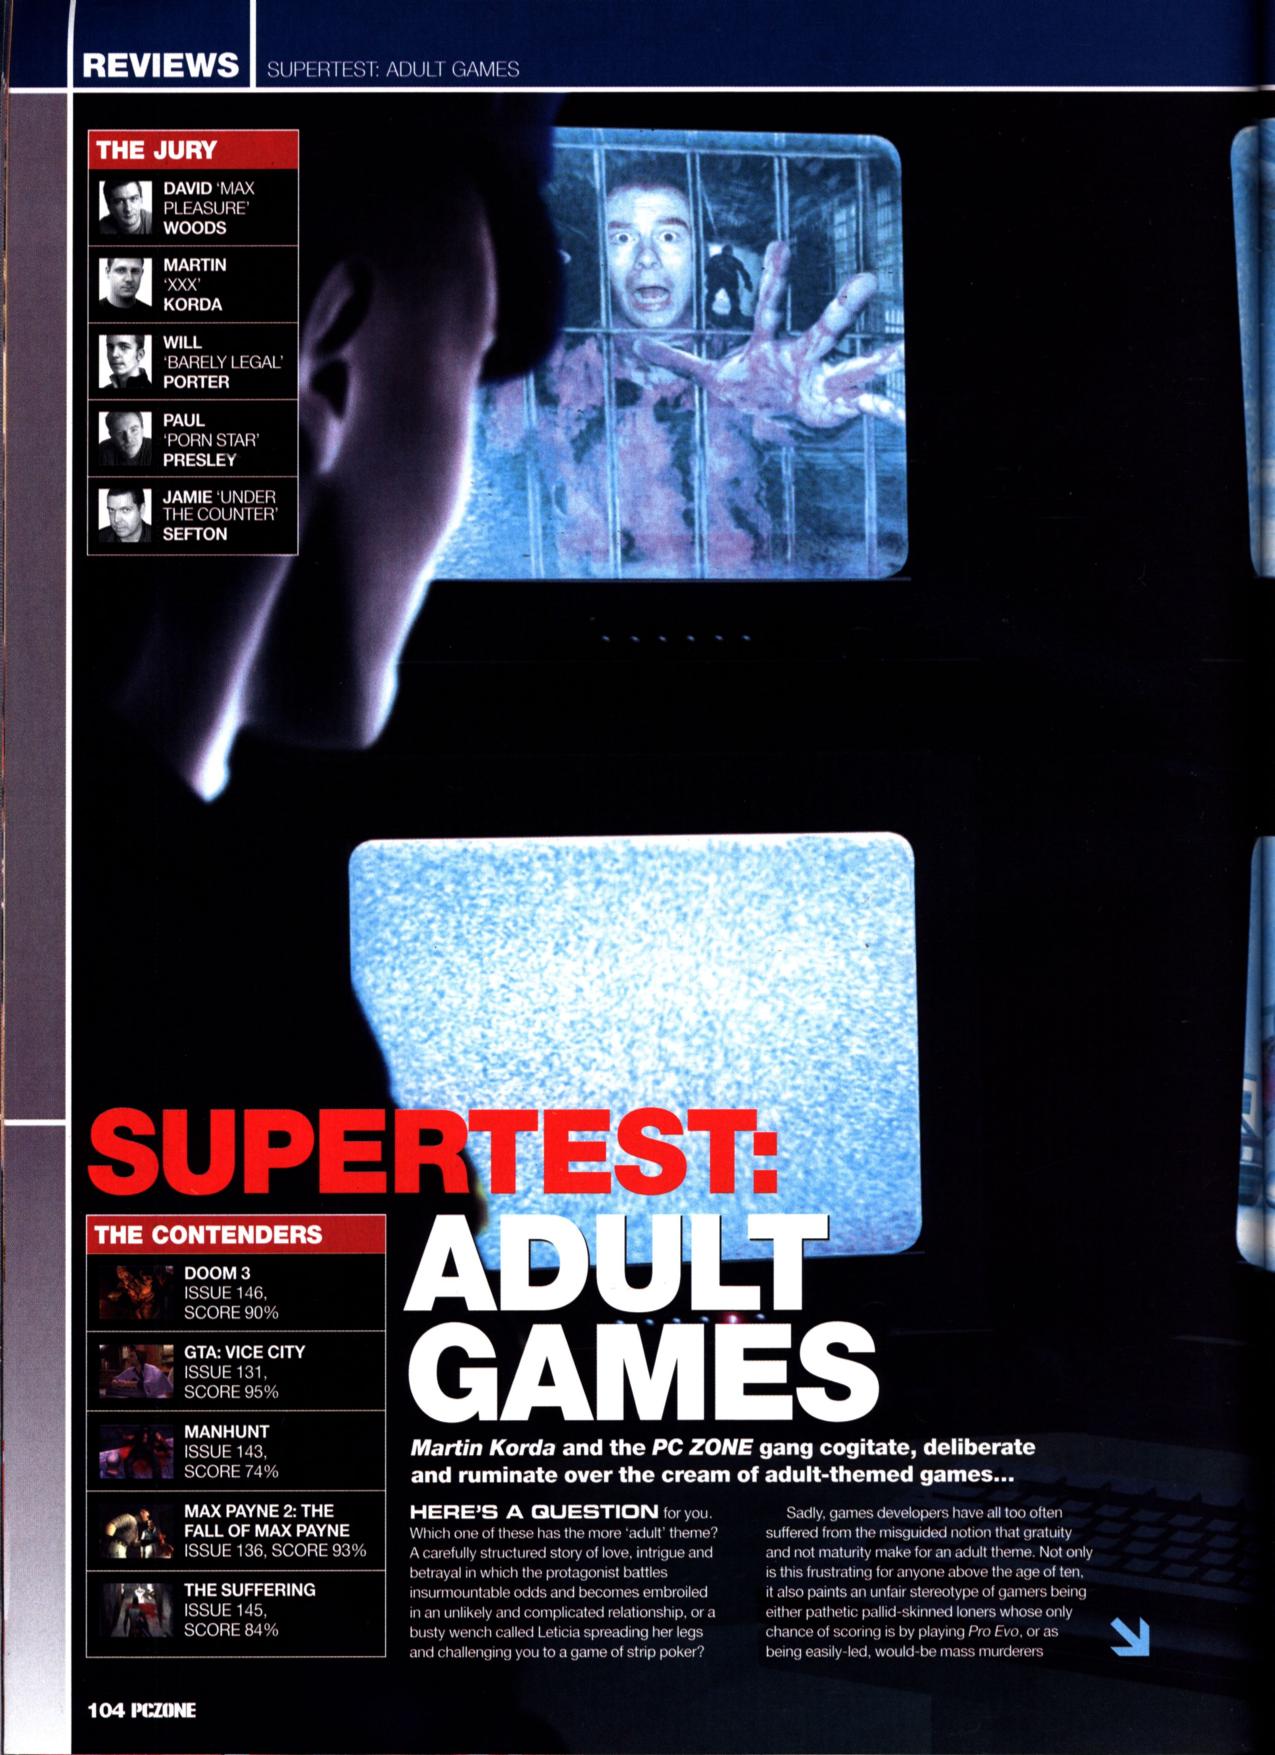 REVIEWS
SUPERTEST: ADULT GAMES
THE JURY
DAVID ‘MAX
PLEASURE’
WOODS
MARTIN
‘XXX’
KORDA
WILL
‘BARELY LEGAL’
PORTER
PAUL
‘PORN STAR’
PRESLEY
JAMIE ‘UNDER
THE COUNTER’
SEFTON
SUPERTEST:
ADULT
GAMES
THE CONTENDERS
DOOM 3
ISSUE 146,
SCORE 90%
GTA: VICE CITY
ISSUE 131,
SCORE 95%
MANHUNT
ISSUE 143,
SCORE 74%
MAX PAYNE 2: THE
FALL OF MAX PAYNE
ISSUE 136, SCORE 93%
THE SUFFERING
ISSUE 145,
SCORE 84%
Martin Korda and the PC ZONE gang cogitate, deliberate
and ruminate over the cream of adult-themed games...
HERE’S A QUESTION for you.
Which one of these has the more ‘adult’ theme?
A carefully structured story of love, intrigue and
betrayal in which the protagonist battles
insurmountable odds and becomes embroiled
in an unlikely and complicated relationship, or a
busty wench called Leticia spreading her legs
and challenging you to a game of strip poker?
Sadly, games developers have all too often
suffered from the misguided notion that gratuity
and not maturity make for an adult theme. Not only
is this frustrating for anyone above the age of ten,
it also paints an unfair stereotype of gamers being
either pathetic pallid-skinned loners whose only
chance of scoring is by playing Pro Evo, or as
being easily-led, would-be mass murderers
104 PCZONE